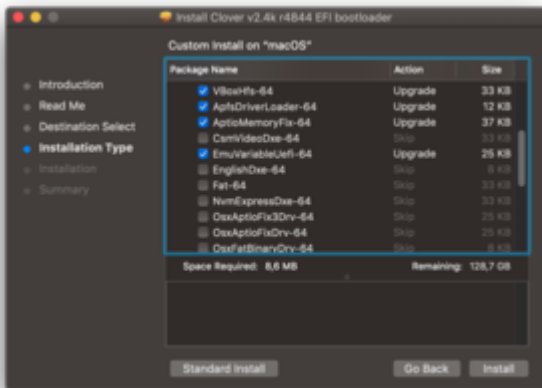 Install Clover v2.4k r4844 EFI bootloader
Custom Install on "macOS"
Introduction
Read Me
Destination Select
Installation Type
Installation
Summary
Package Name Action Size
VBoxHfs-64 Upgrade 33 KB
ApfsDriverLoader-64 Upgrade 12 KB
AptioMemoryFix-64 Upgrade 37 KB
CsmVideoDxe-64 Skip 33 KB
EmuVariableUefi-64 Upgrade 25 KB
EnglishDxe-64 Skip 8 KB
Fat-64 Skip 33 KB
NvmExpressDxe-64 Skip 33 KB
OsxAptioFix3Drv-64 Skip 25 KB
OsxAptioFixDrv-64 Skip 25 KB
OsxFatBinaryDrv-64 Skip 8 KB
Space Required: 8,6 MB Remaining: 128,7 GB
Standard Install Go Back Install